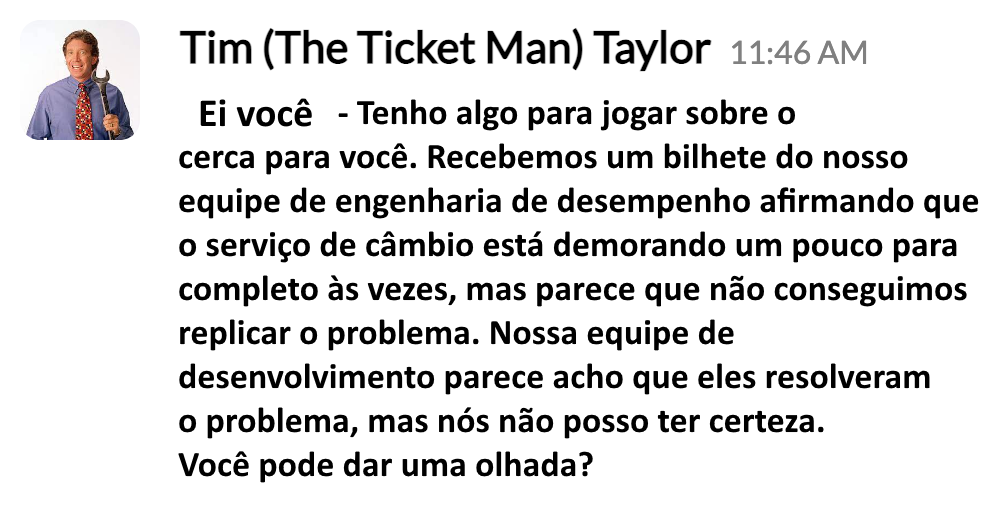 Tim (The Ticket Man) Taylor 11:46 AM
Ei você - Tenho algo para jogar sobre o
cerca para você. Recebemos um bilhete do nosso
equipe de engenharia de desempenho afirmando que
o serviço de câmbio está demorando um pouco para
completo às vezes, mas parece que não conseguimos
replicar o problema. Nossa equipe de
desenvolvimento parece acho que eles resolveram
o problema, mas nós não posso ter certeza.
Você pode dar uma olhada?